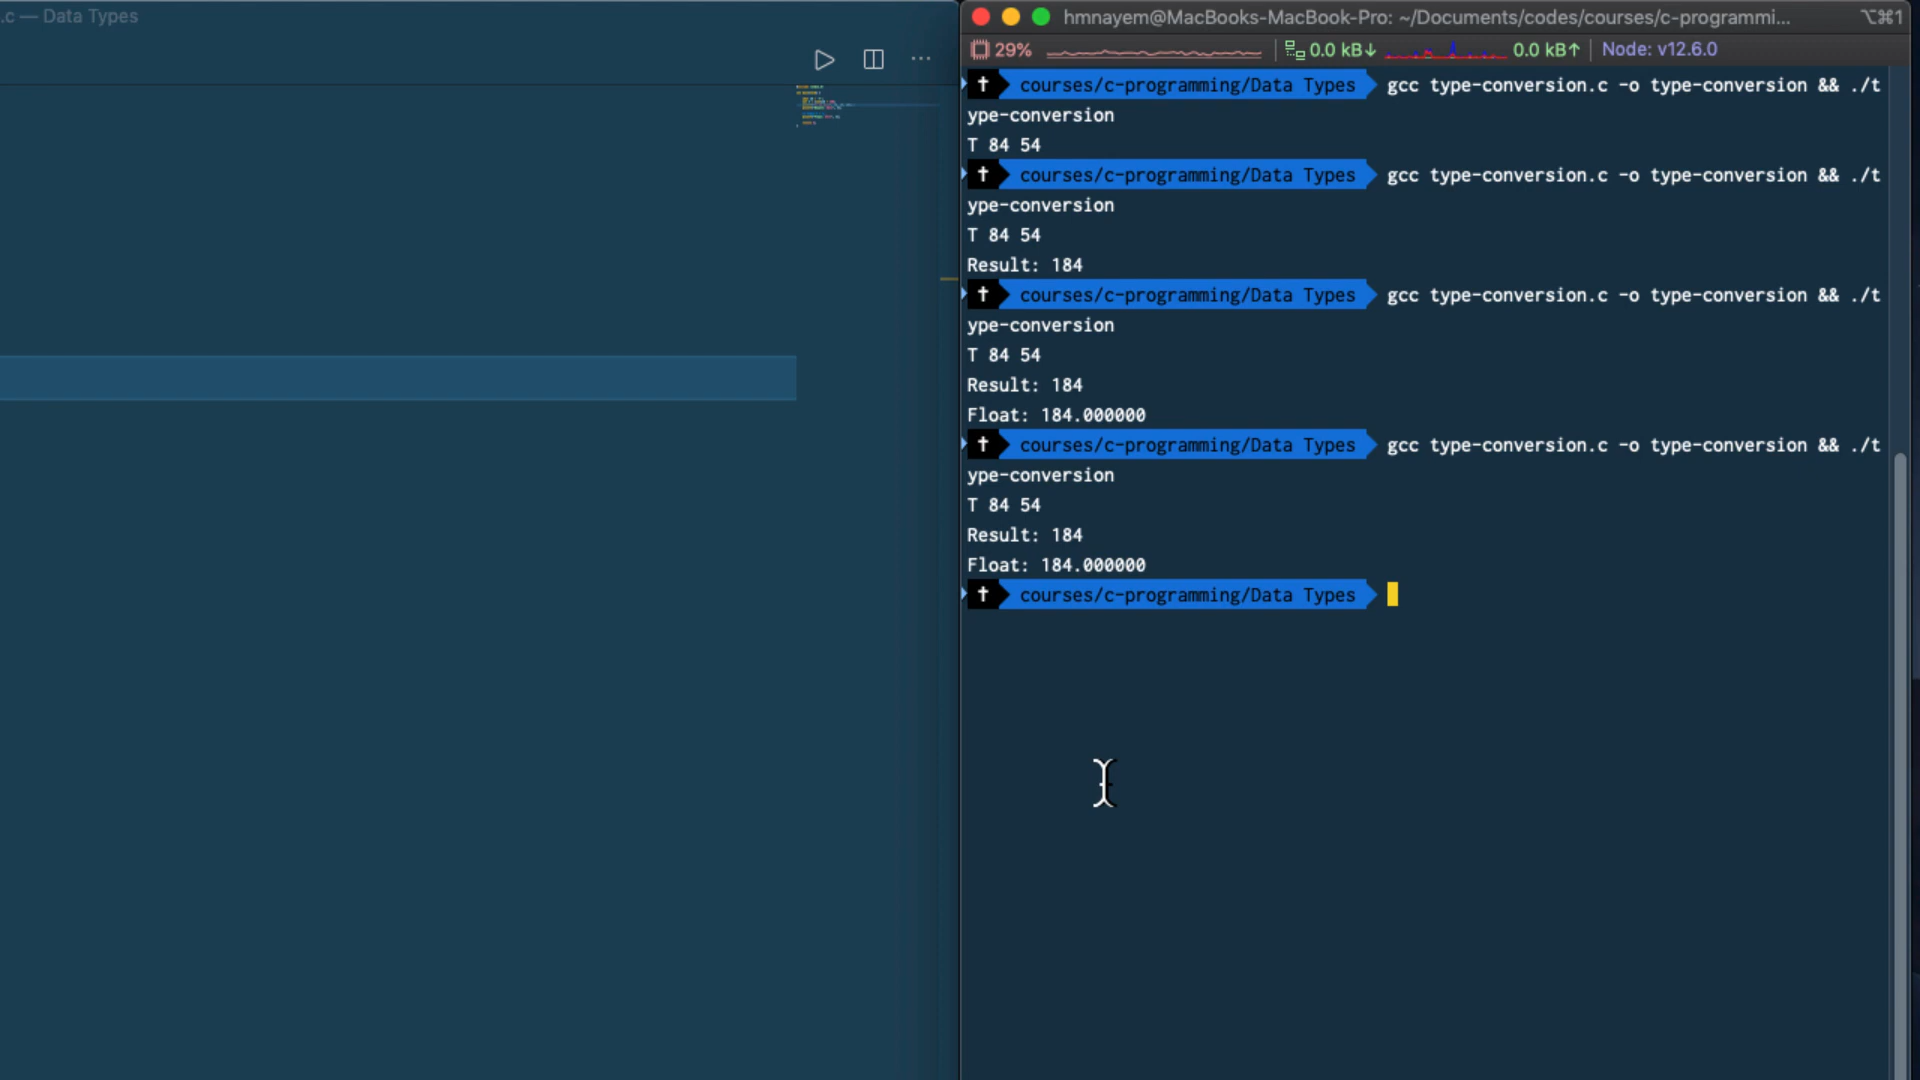 .c — Data Types
hmnayem@MacBooks-MacBook-Pro: ~/Documents/codes/courses/c-programmi... ⌥⌘1
29% 0.0 kB↓ 0.0 kB↑ Node: v12.6.0
† courses/c-programming/Data Types gcc type-conversion.c -o type-conversion && ./t
ype-conversion
T 84 54
† courses/c-programming/Data Types gcc type-conversion.c -o type-conversion && ./t
ype-conversion
T 84 54
Result: 184
† courses/c-programming/Data Types gcc type-conversion.c -o type-conversion && ./t
ype-conversion
T 84 54
Result: 184
Float: 184.000000
† courses/c-programming/Data Types gcc type-conversion.c -o type-conversion && ./t
ype-conversion
T 84 54
Result: 184
Float: 184.000000
† courses/c-programming/Data Types